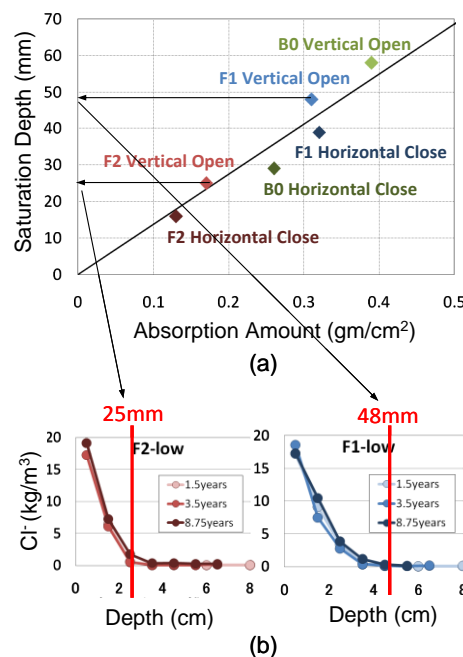 Saturation Depth (mm)
70
60
50
40
30
20
10
0
B0 Vertical Open
F1 Vertical Open
F1 Horizontal Close
F2 Vertical Open
B0 Horizontal Close
F2 Horizontal Close
0 0.1 0.2 0.3 0.4 0.5
Absorption Amount (gm/cm²)
(a)
25mm
48mm
Cl⁻ (kg/m³)
20
15
10
5
0
F2-low
1.5years
3.5years
8.75years
0 2 4 6 8
Depth (cm)
20
15
10
5
0
F1-low
1.5years
3.5years
8.75years
0 2 4 6 8
Depth (cm)
(b)